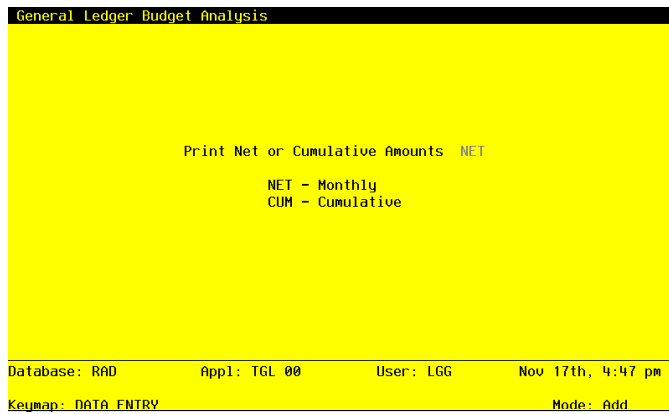 General Ledger Budget Analysis
Print Net or Cumulative Amounts NET
NET - Monthly
CUM - Cumulative
Database: RAD Appl: TGL 00 User: LGG Nov 17th, 4:47 pm
Keymap: DATA ENTRY Mode: Add